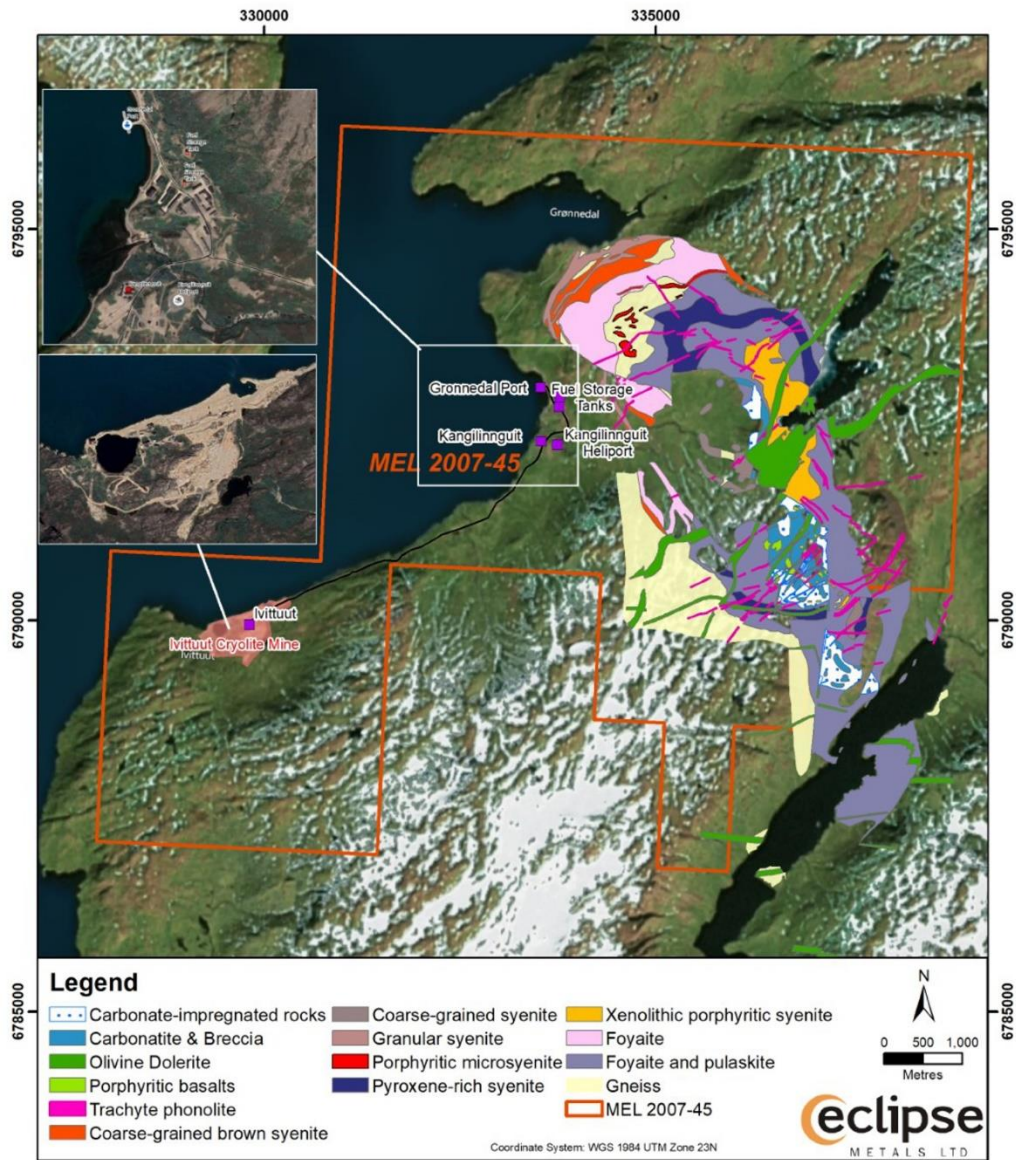 330000
335000
6795000
6795000
Grønnedal
Gronnedal Port
Fuel Storage
Tanks
Kangilinnguit
Kangilinnguit
Heliport
MEL 2007-45
6790000
6790000
Ivittuut
Ivittuut Cryolite Mine
Ivittuut
6785000
6785000
Legend
Carbonate-impregnated rocks
Carbonatite & Breccia
Olivine Dolerite
Porphyritic basalts
Trachyte phonolite
Coarse-grained brown syenite
Coarse-grained syenite
Granular syenite
Porphyritic microsyenite
Pyroxene-rich syenite
Xenolithic porphyritic syenite
Foyaite
Foyaite and pulaskite
Gneiss
MEL 2007-45
N
0 500 1,000
Metres
Coordinate System: WGS 1984 UTM Zone 23N
eclipse
METALS LTD